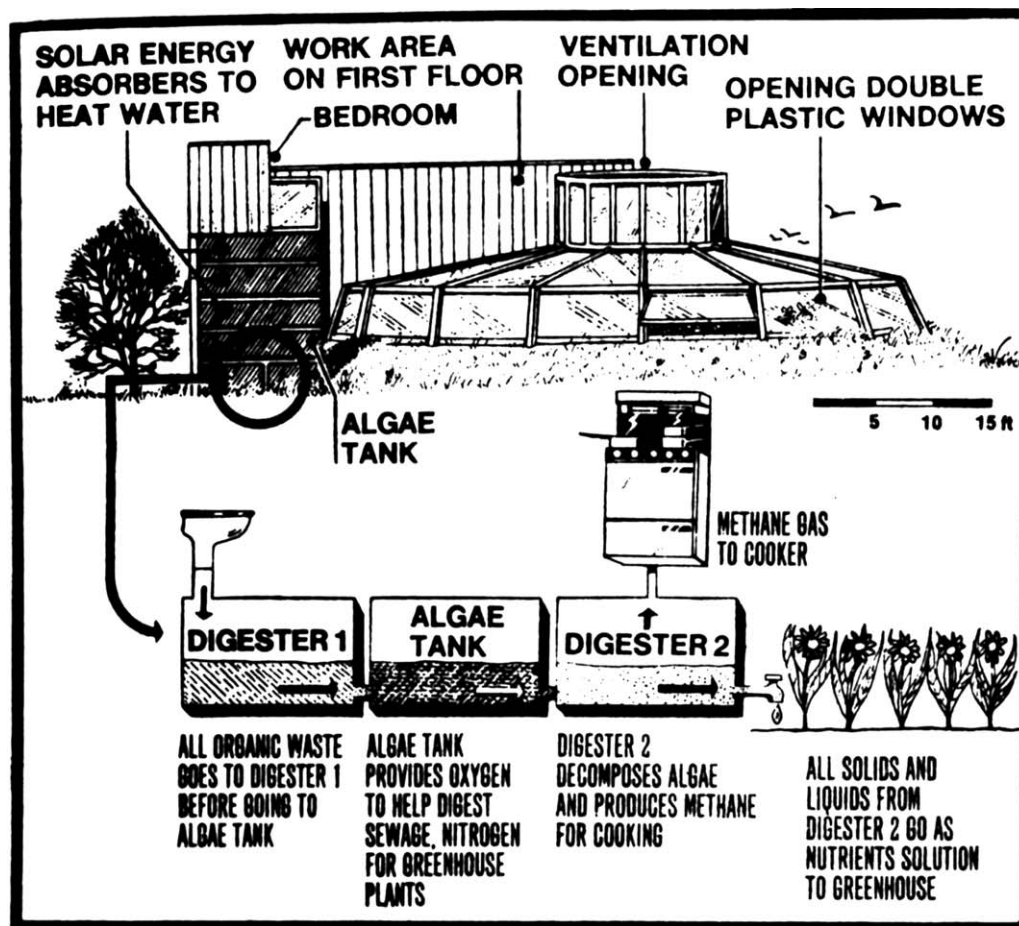 SOLAR ENERGY
ABSORBERS TO
HEAT WATER
WORK AREA
ON FIRST FLOOR
BEDROOM
VENTILATION
OPENING
OPENING DOUBLE
PLASTIC WINDOWS
ALGAE
TANK
5 10 15 ft
METHANE GAS
TO COOKER
DIGESTER 1
ALGAE
TANK
DIGESTER 2
ALL ORGANIC WASTE
GOES TO DIGESTER 1
BEFORE GOING TO
ALGAE TANK
ALGAE TANK
PROVIDES OXYGEN
TO HELP DIGEST
SEWAGE, NITROGEN
FOR GREENHOUSE
PLANTS
DIGESTER 2
DECOMPOSES ALGAE
AND PRODUCES METHANE
FOR COOKING
ALL SOLIDS AND
LIQUIDS FROM
DIGESTER 2 GO AS
NUTRIENTS SOLUTION
TO GREENHOUSE